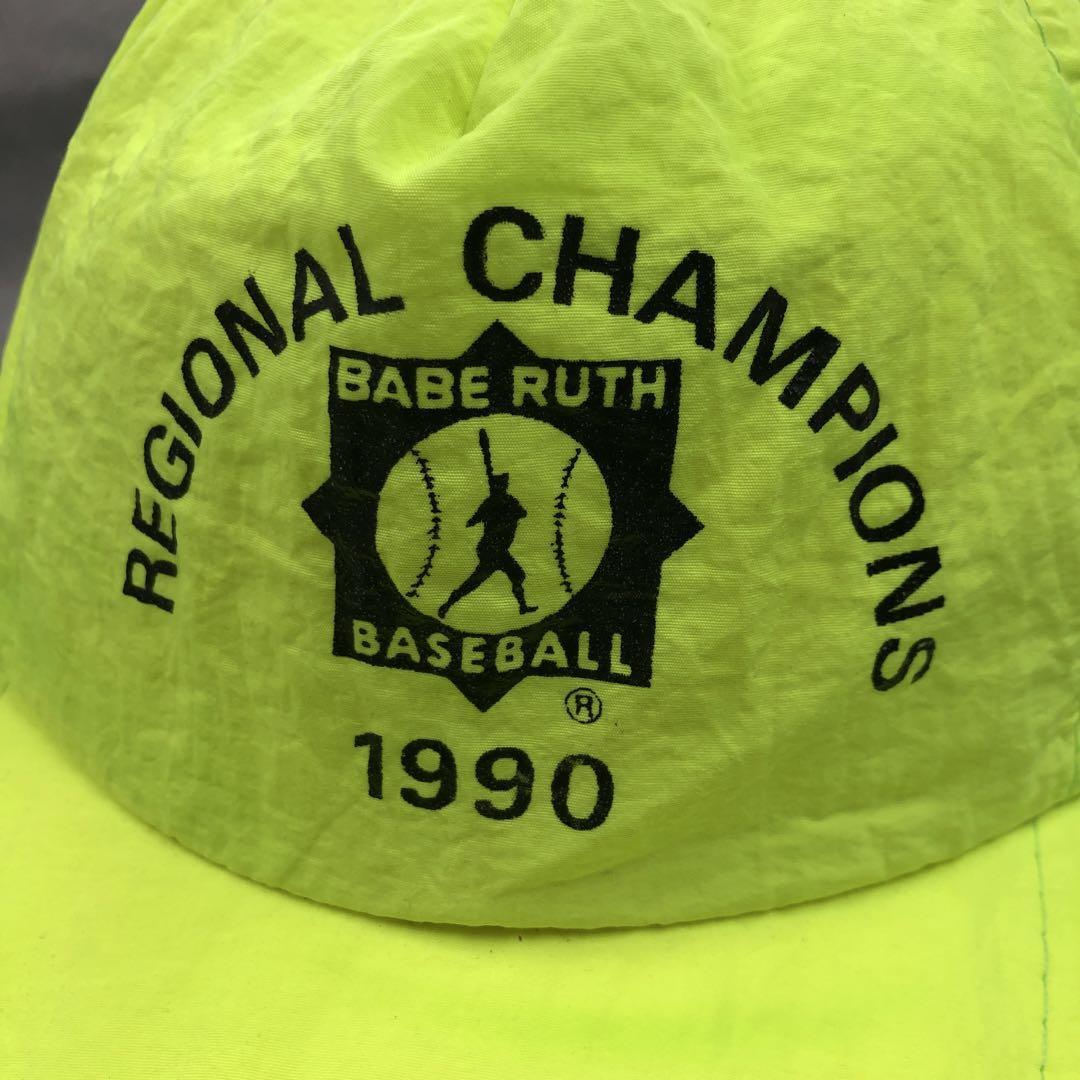 REGIONAL CHAMPIONS
BABE RUTH
BASEBALL
®
1990